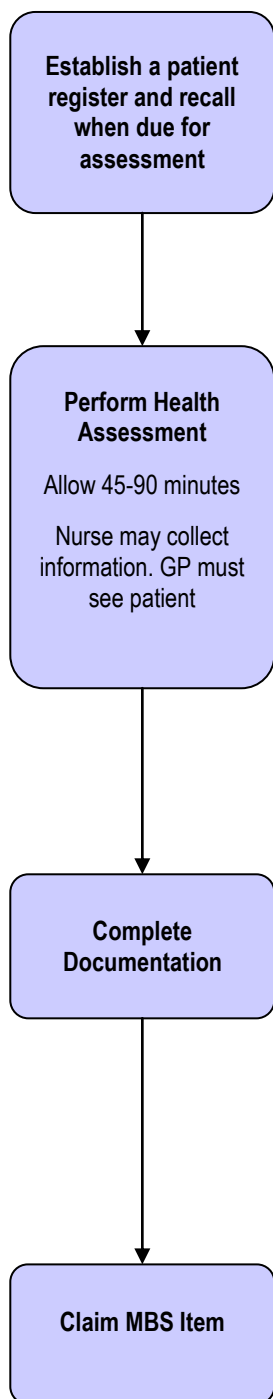 Establish a patient
register and recall
when due for
assessment
Perform Health
Assessment
Allow 45-90 minutes
Nurse may collect
information. GP must
see patient
Complete
Documentation
Claim MBS Item